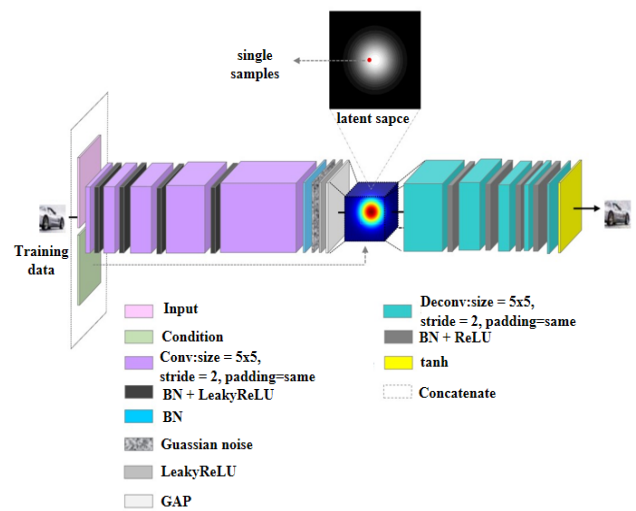 single
samples
latent sapce
Training
data
Input
Condition
Conv:size = 5x5,
stride = 2, padding=same
BN + LeakyReLU
BN
Guassian noise
LeakyReLU
GAP
Deconv:size = 5x5,
stride = 2, padding=same
BN + ReLU
tanh
Concatenate